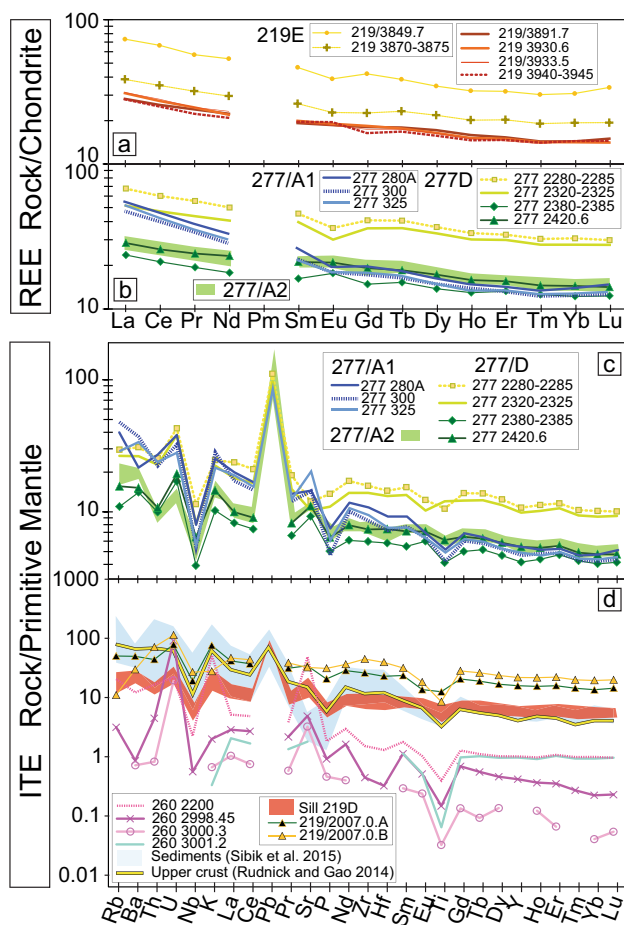 REE Rock/Chondrite
100
219E
219/3849.7
219 3870-3875
219/3891.7
219 3930.6
219/3933.5
219 3940-3945
a
10
100
277/A1
277 280A
277 300
277 325
277D
277 2280-2285
277 2320-2325
277 2380-2385
277 2420.6
b
277/A2
10
La Ce Pr Nd Pm Sm Eu Gd Tb Dy Ho Er Tm Yb Lu
ITE Rock/Primitive Mantle
c
100
277/A1
277 280A
277 300
277 325
277/A2
277/D
277 2280-2285
277 2320-2325
277 2380-2385
277 2420.6
10
1000
d
100
10
1
0.1
0.01
260 2200
260 2998.45
260 3000.3
260 3001.2
Sediments (Sibik et al. 2015)
Upper crust (Rudnick and Gao 2014)
Sill 219D
219/2007.0.A
219/2007.0.B
Rb Ba Th U Nb K La Ce Pb Pr Sr P Nd Zr Hf Sm Eu Ti Gd Tb Dy Y Ho Er Tm Yb Lu